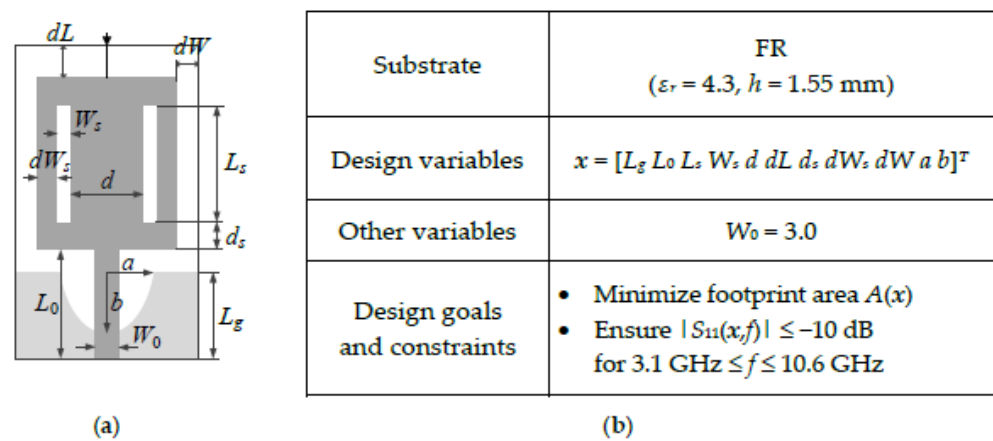 dL
dW
Wₛ
dWₛ
Lₛ
d
dₛ
a
L₀
b
L_g
W₀
(a)
Substrate
FR
(εᵣ = 4.3, h = 1.55 mm)
Design variables
x = [L_g L₀ Lₛ Wₛ d dL dₛ dWₛ dW a b]ᵀ
Other variables
W₀ = 3.0
Design goals
and constraints
• Minimize footprint area A(x)
• Ensure |S₁₁(x,f)| ≤ –10 dB
for 3.1 GHz ≤ f ≤ 10.6 GHz
(b)